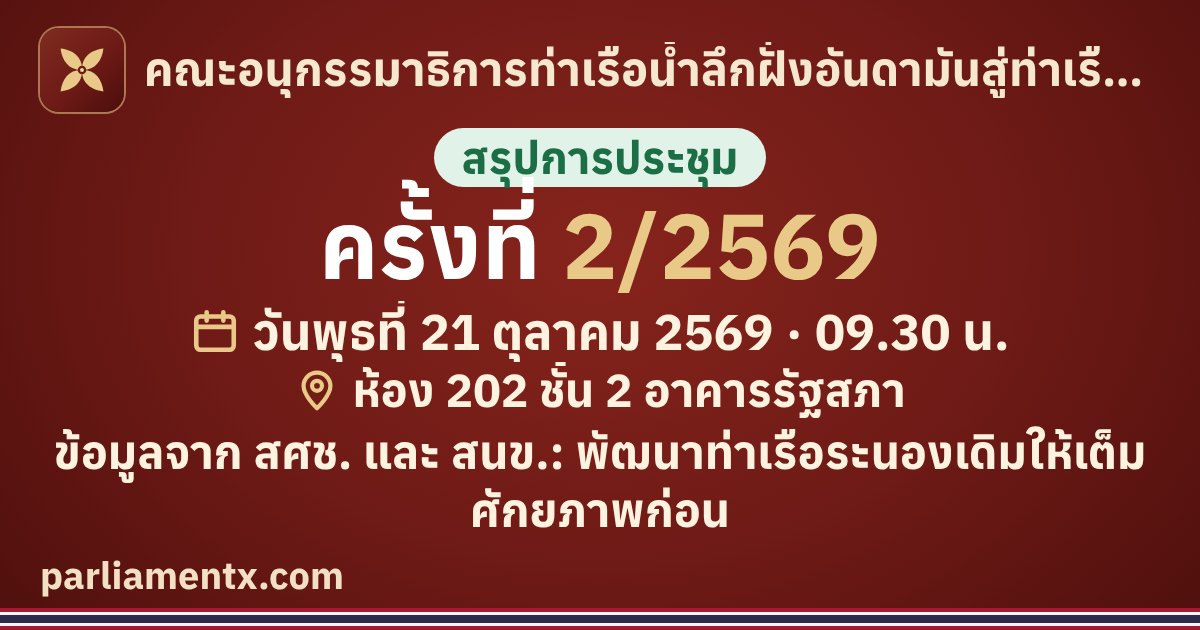 คณะอนุกรรมาธิการท่าเรือน้ำลึกฝั่งอันดามันสู่ท่าเรื...
สรุปการประชุม
ครั้งที่ 2/2569
วันพุธที่ 21 ตุลาคม 2569 · 09.30 น.
ห้อง 202 ชั้น 2 อาคารรัฐสภา
ข้อมูลจาก สศช. และ สนข.: พัฒนาท่าเรือระนองเดิมให้เต็ม
ศักยภาพก่อน
parliamentx.com